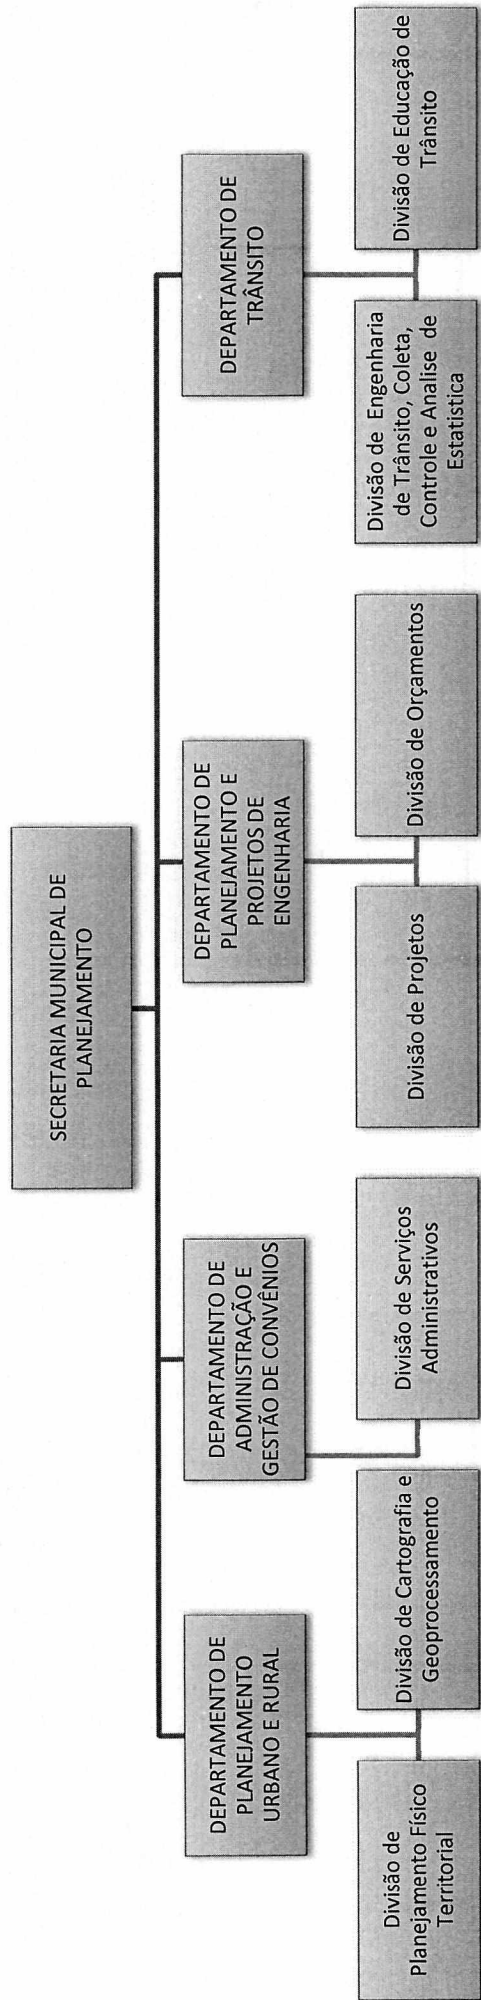 SECRETARIA MUNICIPAL DE
PLANEJAMENTO
DEPARTAMENTO DE
PLANEJAMENTO
URBANO E RURAL
DEPARTAMENTO DE
ADMINISTRAÇÃO E
GESTÃO DE CONVÊNIOS
DEPARTAMENTO DE
PLANEJAMENTO E
PROJETOS DE
ENGENHARIA
DEPARTAMENTO DE
TRÂNSITO
Divisão de
Planejamento Físico
Territorial
Divisão de Cartografia e
Geoprocessamento
Divisão de Serviços
Administrativos
Divisão de Projetos
Divisão de Orçamentos
Divisão de Engenharia
de Trânsito, Coleta,
Controle e Analise de
Estatistica
Divisão de Educação de
Trânsito